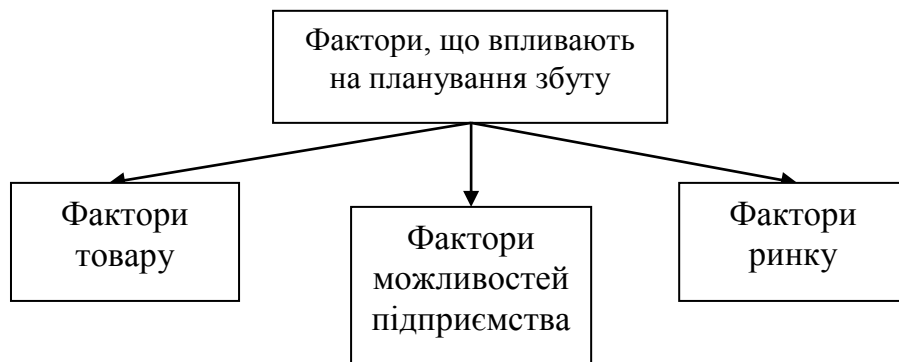 Фактори, що впливають
на планування збуту
Фактори
товару
Фактори
можливостей
підприємства
Фактори
ринку